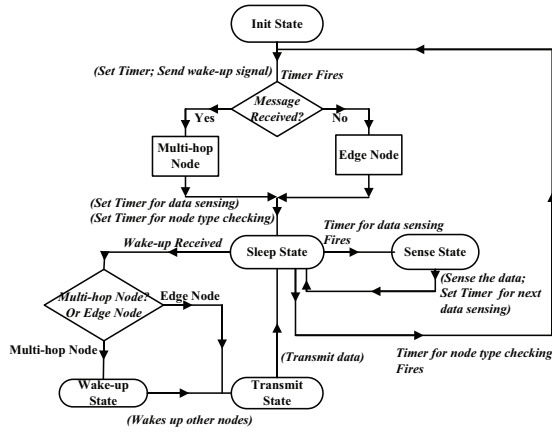 Init State
(Set Timer; Send wake-up signal)
Timer Fires
Message
Received?
Yes
No
Multi-hop
Node
Edge Node
(Set Timer for data sensing)
(Set Timer for node type checking)
Wake-up Received
Sleep State
Timer for data sensing
Fires
Sense State
(Sense the data;
Set Timer for next
data sensing)
Multi-hop Node?
Or Edge Node
Edge Node
Multi-hop Node
(Transmit data)
Timer for node type checking
Fires
Wake-up
State
Transmit
State
(Wakes up other nodes)